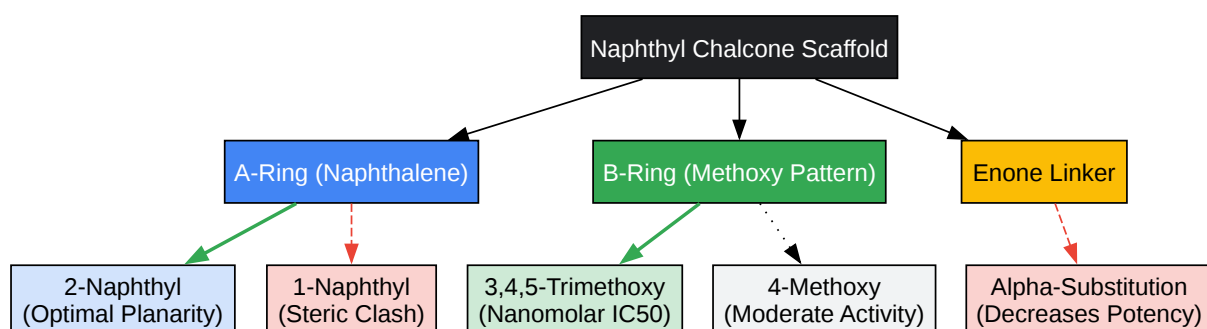 Naphthyl Chalcone Scaffold
A-Ring (Naphthalene)
B-Ring (Methoxy Pattern)
Enone Linker
2-Naphthyl
(Optimal Planarity)
1-Naphthyl
(Steric Clash)
3,4,5-Trimethoxy
(Nanomolar IC50)
4-Methoxy
(Moderate Activity)
Alpha-Substitution
(Decreases Potency)